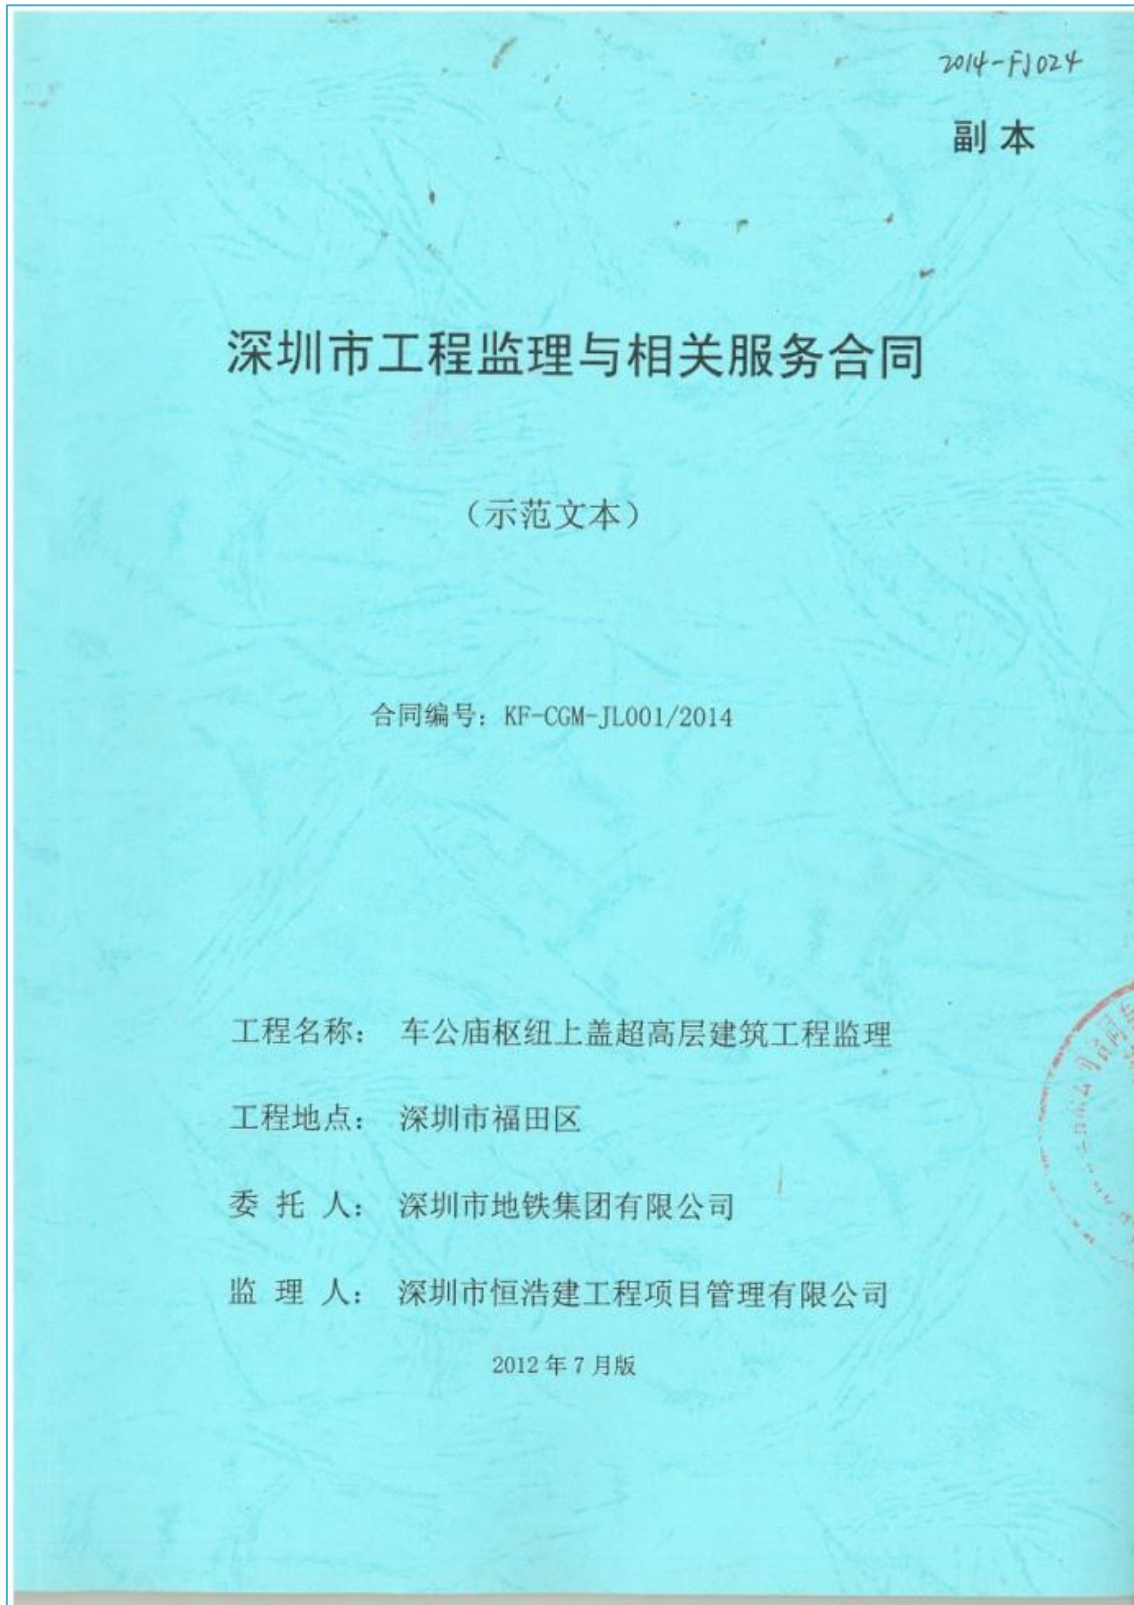 2014-FJ024
副本
深圳市工程监理与相关服务合同
（示范文本）
合同编号：KF-CGM-JL001/2014
工程名称：车公庙枢纽上盖超高层建筑工程监理
工程地点：深圳市福田区
委托人：深圳市地铁集团有限公司
监理人：深圳市恒浩建工程项目管理有限公司
2012年7月版